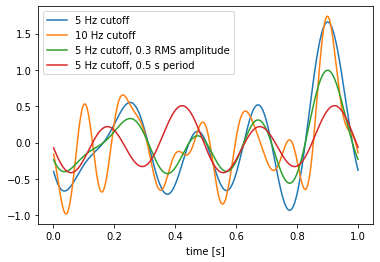 5 Hz cutoff
10 Hz cutoff
5 Hz cutoff, 0.3 RMS amplitude
5 Hz cutoff, 0.5 s period
1.5
1.0
0.5
0.0
−0.5
−1.0
0.0 0.2 0.4 0.6 0.8 1.0
time [s]